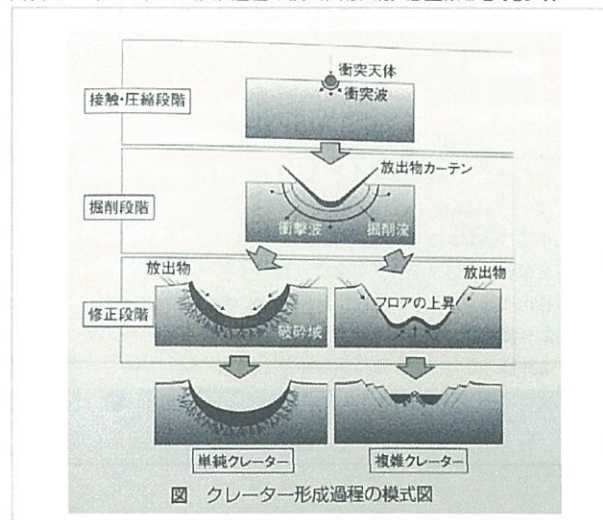 衝突天体
衝突波
接触・圧縮段階
放出物カーテン
掘削段階
衝撃波
掘削流
放出物
放出物
フロアの上昇
修正段階
破砕域
単純クレーター
複雑クレーター
図 クレーター形成過程の模式図